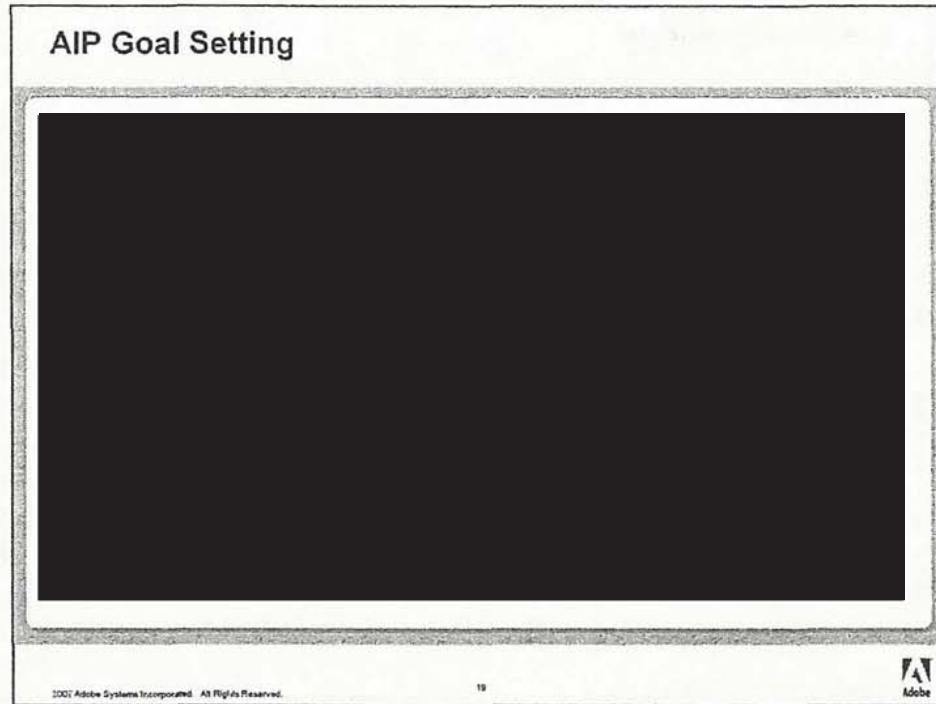 AIP Goal Setting
2007 Adobe Systems Incorporated. All Rights Reserved.
19
Adobe